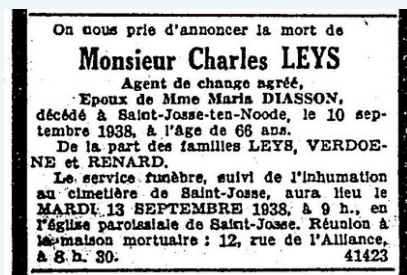 On nous prie d'annoncer la mort de
Monsieur Charles LEYS
Agent de change agréé,
Epoux de Mme Maria DIASSON,
décédé à Saint-Josse-ten-Noode, le 10 sep-
tembre 1938, à l'âge de 66 ans.
De la part des familles LEYS, VERDOE-
NE et RENARD.
Le service funèbre, suivi de l'inhumation
au cimetière de Saint-Josse, aura lieu le
MARDI 13 SEPTEMBRE 1938, à 9 h., en
l'église paroissiale de Saint-Josse. Réunion à
la maison mortuaire : 12, rue de l'Alliance,
à 8 h. 30. 41423